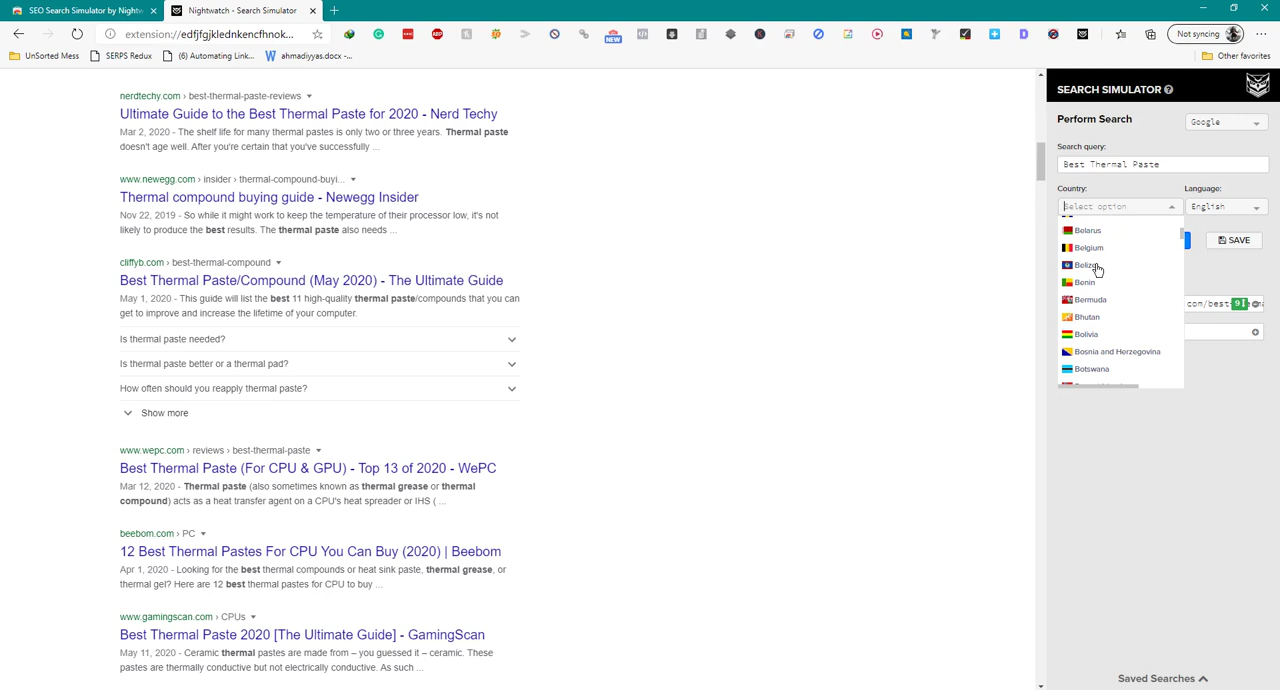 SEO Search Simulator by Nightw
Nightwatch - Search Simulator
extension://edfjfgjklednkencfhnok...
NEW
ABP
Not syncing
UnSorted Mess
SERPS Redux
(6) Automating Link...
ahmadiyyas.docx -...
Other favorites
nerdtechy.com › best-thermal-paste-reviews
Ultimate Guide to the Best Thermal Paste for 2020 - Nerd Techy
Mar 2, 2020 - The shelf life for many thermal pastes is only two or three years. Thermal paste
doesn't age well. After you're certain that you've successfully ...
www.newegg.com › insider › thermal-compound-buyi...
Thermal compound buying guide - Newegg Insider
Nov 22, 2019 - So while it might work to keep the temperature of their processor low, it's not
likely to produce the best results. The thermal paste also needs ...
cliffyb.com › best-thermal-compound
Best Thermal Paste/Compound (May 2020) - The Ultimate Guide
May 1, 2020 - This guide will list the best 11 high-quality thermal paste/compounds that you can
get to improve and increase the lifetime of your computer.
Is thermal paste needed?
Is thermal paste better or a thermal pad?
How often should you reapply thermal paste?
Show more
www.wepc.com › reviews › best-thermal-paste
Best Thermal Paste (For CPU & GPU) - Top 13 of 2020 - WePC
Mar 12, 2020 - Thermal paste (also sometimes known as thermal grease or thermal
compound) acts as a heat transfer agent on a CPU's heat spreader or IHS ( ...
beebom.com › PC
12 Best Thermal Pastes For CPU You Can Buy (2020) | Beebom
Apr 1, 2020 - Looking for the best thermal compounds or heat sink paste, thermal grease, or
thermal gel? Here are 12 best thermal pastes for CPU to buy ...
www.gamingscan.com › CPUs
Best Thermal Paste 2020 [The Ultimate Guide] - GamingScan
May 11, 2020 - Ceramic thermal pastes are made from – you guessed it – ceramic. These
pastes are thermally conductive but not electrically conductive. As such ...
SEARCH SIMULATOR
Perform Search
Google
Search query:
Best Thermal Paste
Country:
Language:
Select option
English
Belarus
Belgium
SAVE
Belize
Benin
Bermuda
com/best-
Bhutan
Bolivia
Bosnia and Herzegovina
Botswana
Saved Searches